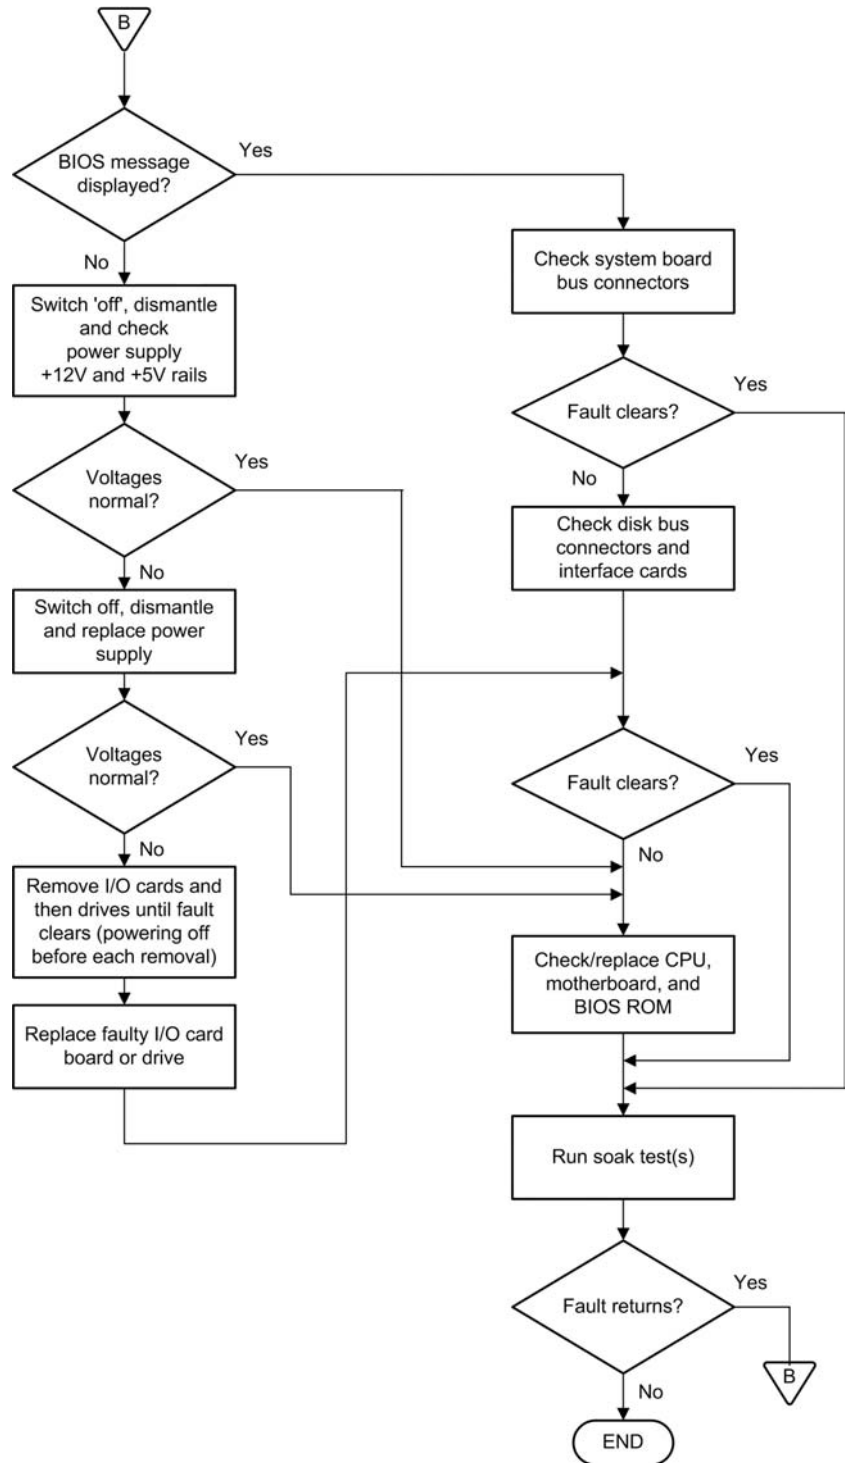 B
BIOS message
displayed?
Yes
No
Switch 'off', dismantle
and check
power supply
+12V and +5V rails
Voltages
normal?
Yes
No
Switch off, dismantle
and replace power
supply
Voltages
normal?
Yes
No
Remove I/O cards and
then drives until fault
clears (powering off
before each removal)
Replace faulty I/O card
board or drive
Check system board
bus connectors
Fault clears?
Yes
No
Check disk bus
connectors and
interface cards
Fault clears?
Yes
No
Check/replace CPU,
motherboard, and
BIOS ROM
Run soak test(s)
Fault returns?
Yes
B
No
END